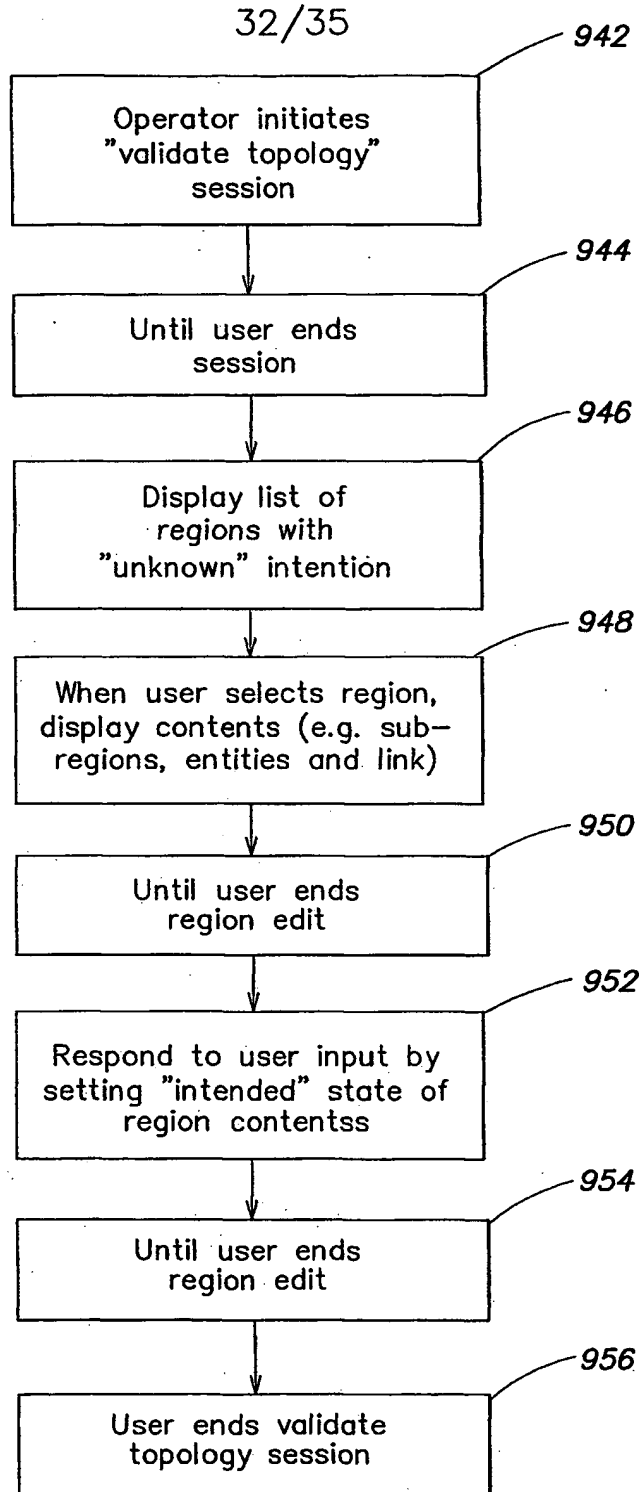 32/35
942
Operator initiates
"validate topology"
session
944
Until user ends
session
946
Display list of
regions with
"unknown" intention
948
When user selects region,
display contents (e.g. sub-
regions, entities and link)
950
Until user ends
region edit
952
Respond to user input by
setting "intended" state of
region contentss
954
Until user ends
region edit
956
User ends validate
topology session